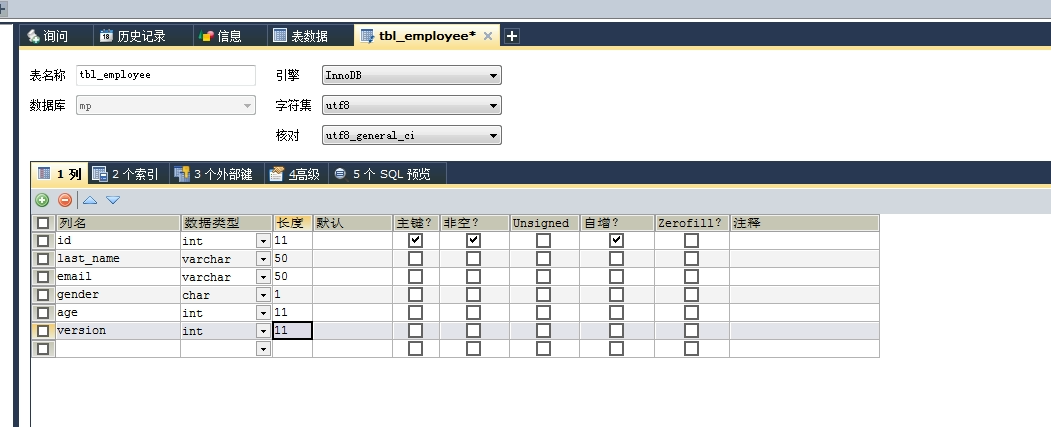 询问 历史记录 信息 表数据 tbl_employee*
表名称 tbl_employee 引擎 InnoDB
数据库 mp 字符集 utf8
核对 utf8_general_ci
1 列 2 个索引 3 个外部键 4高级 5 个 SQL 预览
列名 数据类型 长度 默认 主键? 非空? Unsigned 自增? Zerofill? 注释
id int 11
last_name varchar 50
email varchar 50
gender char 1
age int 11
version int 11